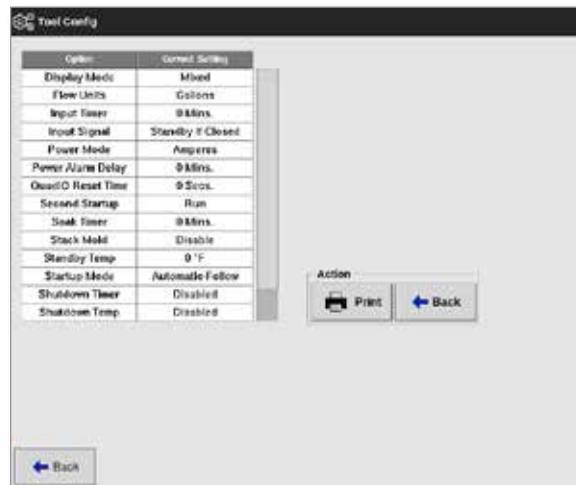 Tool Config
Option Current Setting
Display Mode Mixed
Flow Units Gallons
Input Timer 0 Mins.
Input Signal Standby If Closed
Power Mode Amperes
Power Alarm Delay 0 Mins.
QuadIO Reset Time 0 Secs.
Second Startup Run
Soak Timer 0 Mins.
Stack Mold Disable
Standby Temp 0 °F
Startup Mode Automatic-Follow
Shutdown Timer Disabled
Shutdown Temp Disabled
Action
Print Back
Back